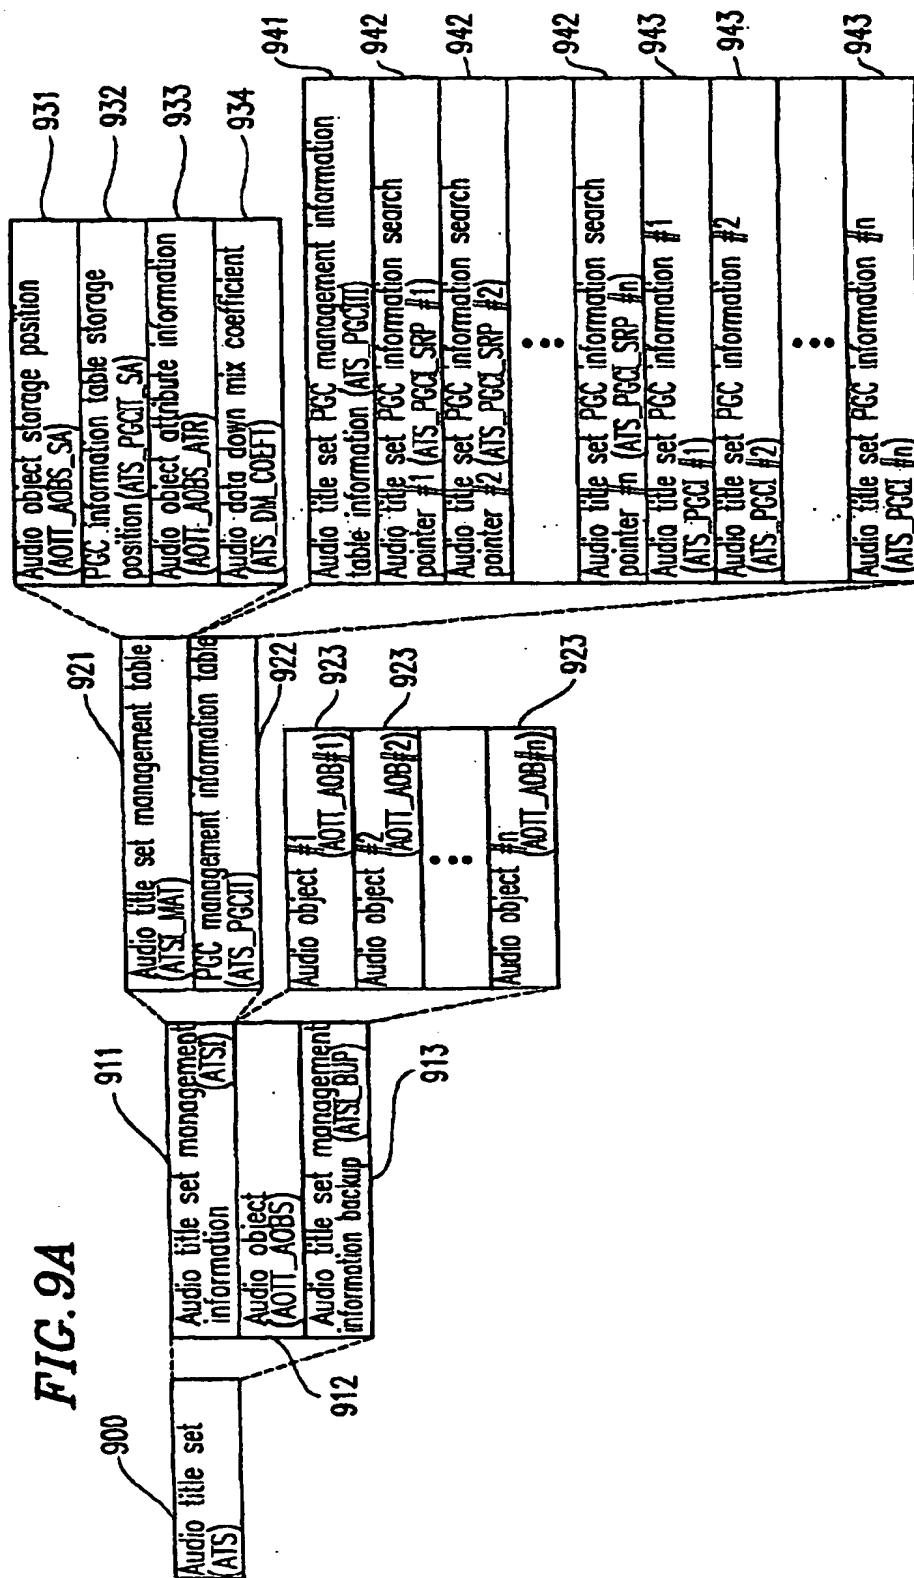 FIG. 9A
900
Audio title set
(ATS)
911
Audio title set management
information (ATSI)
Audio object
(AOTT_AOBS)
Audio title set management
information backup (ATSI_BUP)
912
913
921
Audio title set management table
(ATSI_MAT)
PGC management information table
(ATS_PGCIT)
922
Audio object #1
(AOTT_AOB#1)
923
Audio object #2
(AOTT_AOB#2)
923
Audio object #n
(AOTT_AOB#n)
923
Audio object storage position
(AOTT_AOBS_SA)
931
PGC information table storage
position (ATS_PGCIT_SA)
932
Audio object attribute information
(AOTT_AOBS_ATR)
933
Audio data down mix coefficient
(ATS_DM_COEFT)
934
Audio title set PGC management information
table information (ATS_PGCITI)
941
Audio title set PGC information search
pointer #1 (ATS_PGCI_SRP #1)
942
Audio title set PGC information search
pointer #2 (ATS_PGCI_SRP #2)
942
Audio title set PGC information search
pointer #n (ATS_PGCI_SRP #n)
942
Audio title set PGC information #1
(ATS_PGCI #1)
943
Audio title set PGC information #2
(ATS_PGCI #2)
943
Audio title set PGC information #n
(ATS_PGCI #n)
943